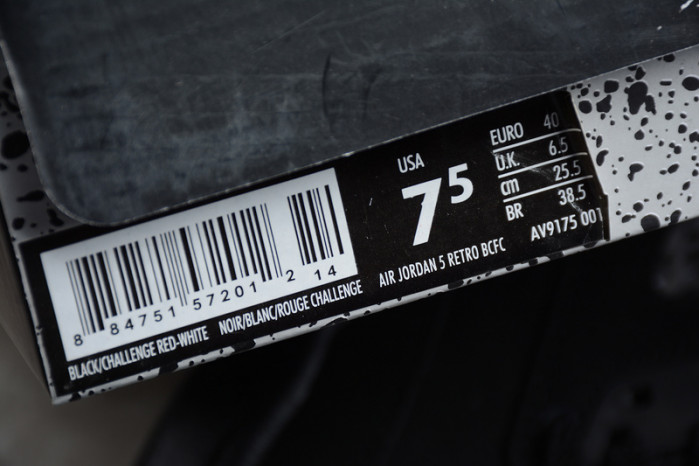 8 84751 57201 2 14
BLACK/CHALLENGE RED-WHITE NOIR/BLANC/ROUGE CHALLENGE
USA
7⁵
AIR JORDAN 5 RETRO BCFC
EURO 40
U.K. 6.5
cm 25.5
BR 38.5
AV9175 001